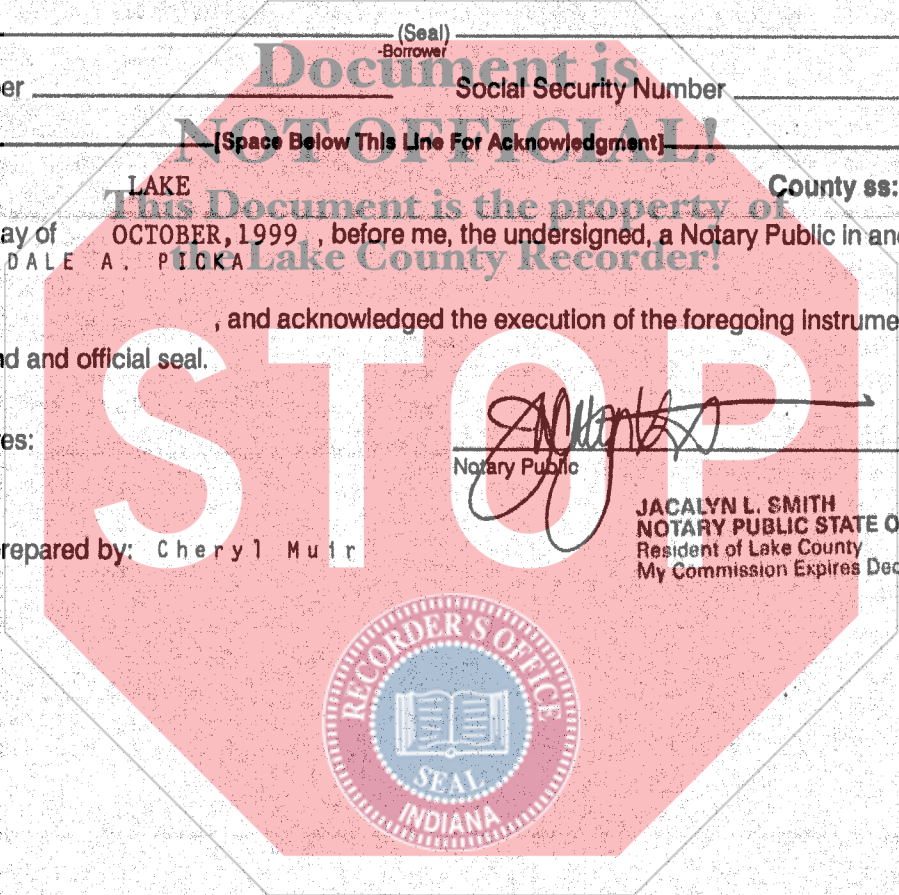 (Seal)
-Borrower
Document is
er Social Security Number
NOT OFFICIAL!
[Space Below This Line For Acknowledgment]
LAKE County ss:
This Document is the property of
ay of OCTOBER, 1999 , before me, the undersigned, a Notary Public in and
DALE A. PICKA
the Lake County Recorder!
, and acknowledged the execution of the foregoing instrume
nd and official seal.
STOP
es:
Notary Public
JACALYN L. SMITH
NOTARY PUBLIC STATE O
repared by: Cheryl Muir
Resident of Lake County
My Commission Expires Dec
RECORDER'S OFFICE
SEAL
INDIANA